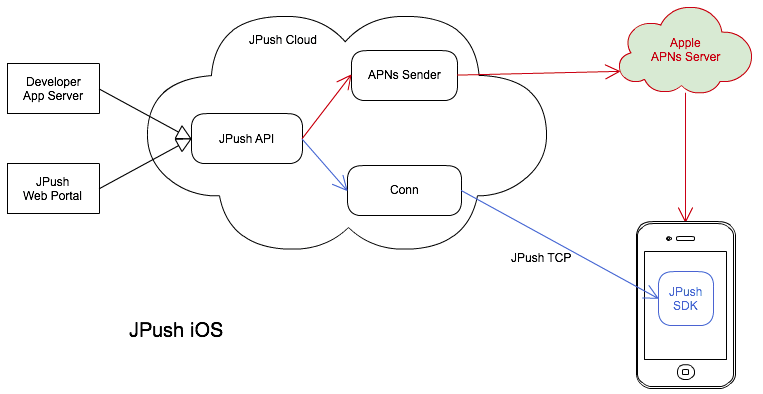 JPush Cloud
Apple
APNs Server
Developer
App Server
APNs Sender
JPush API
JPush
Web Portal
Conn
JPush TCP
JPush
SDK
JPush iOS